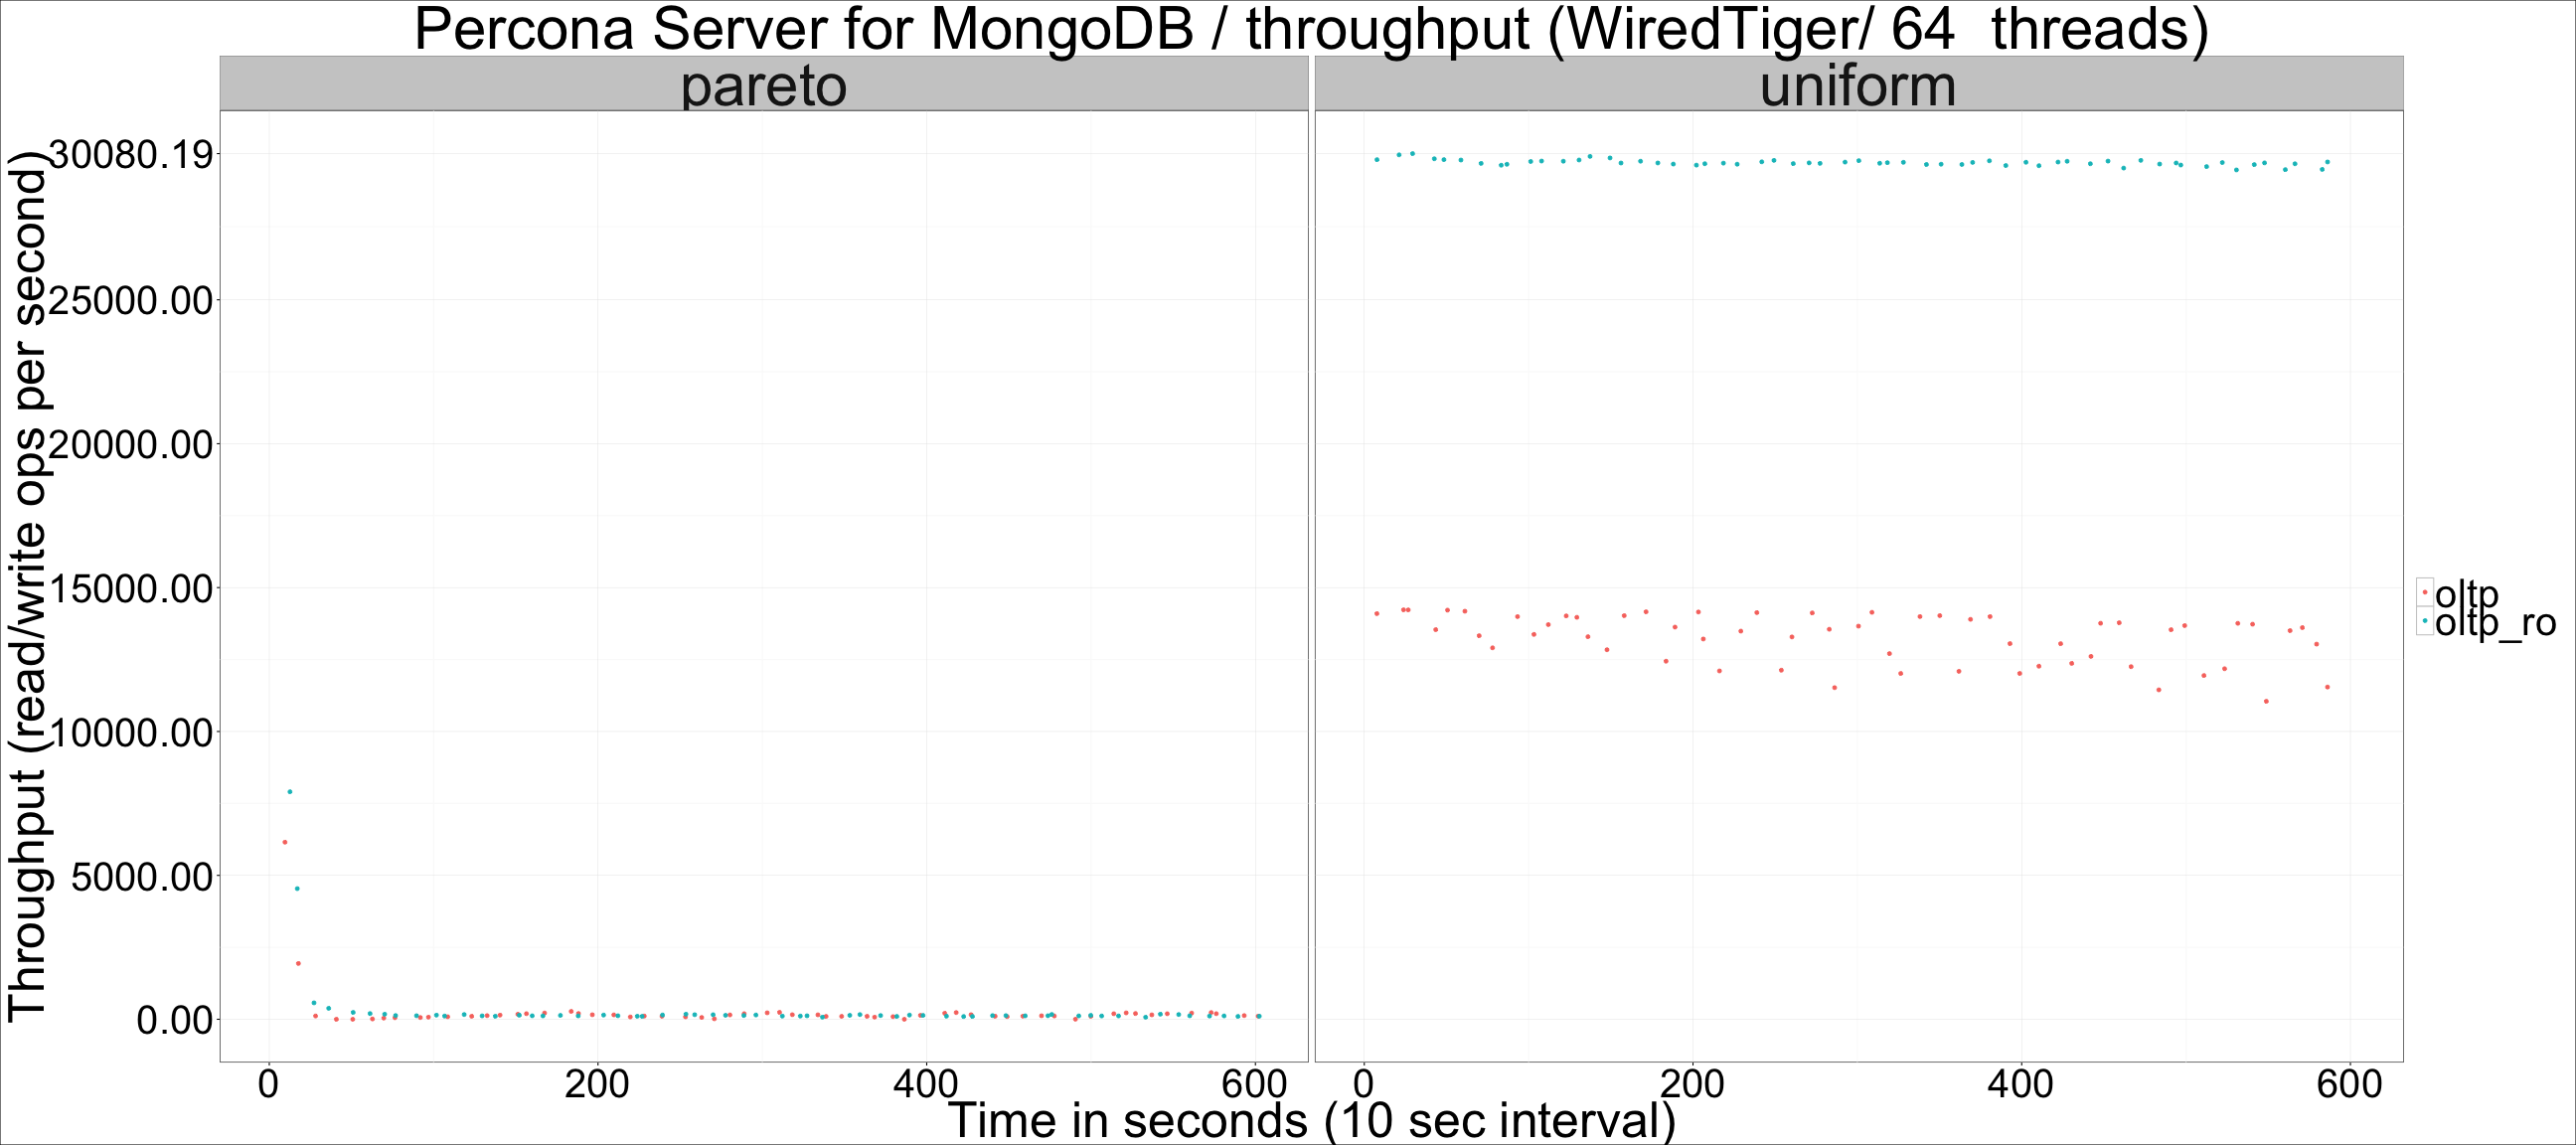 Percona Server for MongoDB / throughput (WiredTiger/ 64  threads)
pareto
uniform
Throughput (read/write ops per second)
30080.19
25000.00
20000.00
15000.00
10000.00
5000.00
0.00
oltp
oltp_ro
0 200 400 600
0 200 400 600
Time in seconds (10 sec interval)